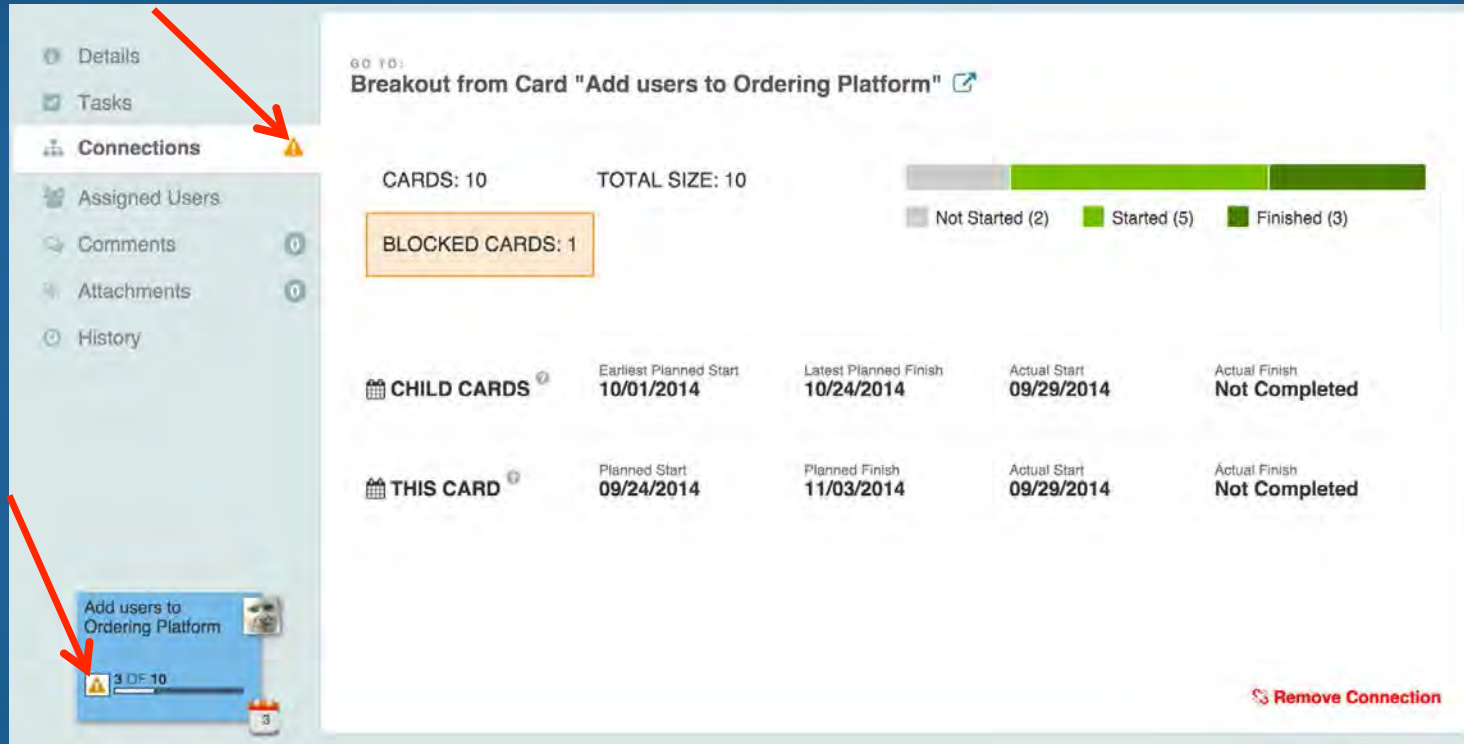 Details
Tasks
Connections
Assigned Users
Comments 0
Attachments 0
History
GO TO:
Breakout from Card "Add users to Ordering Platform"
CARDS: 10 TOTAL SIZE: 10
BLOCKED CARDS: 1
Not Started (2) Started (5) Finished (3)
Earliest Planned Start Latest Planned Finish Actual Start Actual Finish
CHILD CARDS 10/01/2014 10/24/2014 09/29/2014 Not Completed
Planned Start Planned Finish Actual Start Actual Finish
THIS CARD 09/24/2014 11/03/2014 09/29/2014 Not Completed
Add users to
Ordering Platform
3 OF 10
3
Remove Connection